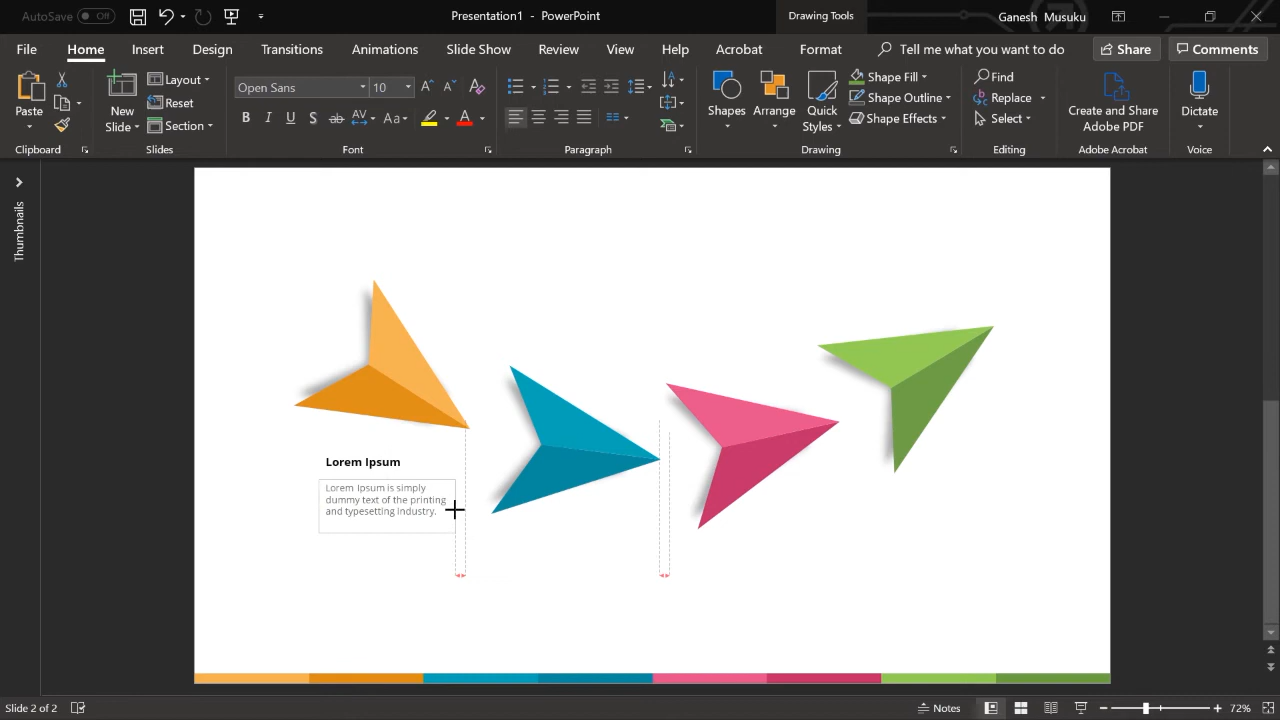 AutoSave Off Presentation1 - PowerPoint Drawing Tools Ganesh Musuku
File Home Insert Design Transitions Animations Slide Show Review View Help Acrobat Format Tell me what you want to do Share Comments
Paste
Clipboard
New
Slide
Layout
Reset
Section
Slides
Open Sans 10
B I U S ab AV Aa A
Font
Paragraph
Shapes
Arrange
Quick
Styles
Shape Fill
Shape Outline
Shape Effects
Drawing
Find
Replace
Select
Editing
Create and Share
Adobe PDF
Adobe Acrobat
Dictate
Voice
Thumbnails
Lorem Ipsum
Lorem Ipsum is simply
dummy text of the printing
and typesetting industry.
Slide 2 of 2 Notes 72%